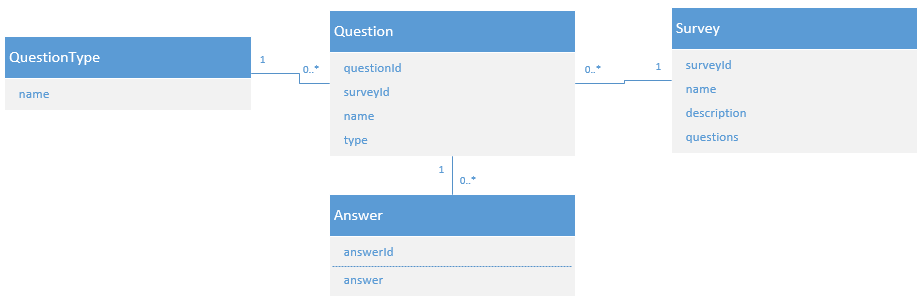 QuestionType
name
1
0..*
Question
questionId
surveyId
name
type
0..*
1
Survey
surveyId
name
description
questions
1
0..*
Answer
answerId
answer